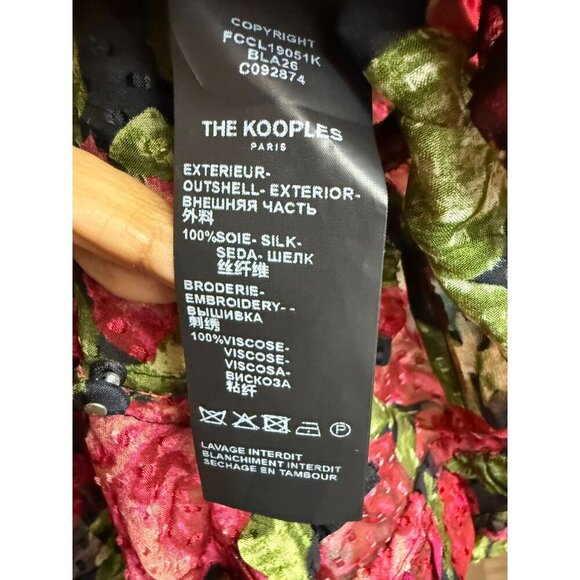 COPYRIGHT
FCCL19051K
BLA26
C092874
THE KOOPLES
PARIS
EXTERIEUR-
OUTSHELL- EXTERIOR-
ВНЕШНЯЯ ЧАСТЬ
外料
100%SOIE- SILK-
SEDA- ШЕЛК
丝纤维
BRODERIE-
EMBROIDERY- -
ВЫШИВКА
刺绣
100%VISCOSE-
VISCOSE-
VISCOSA-
ВИСКОЗА
粘纤
P
LAVAGE INTERDIT
BLANCHIMENT INTERDIT
SECHAGE EN TAMBOUR